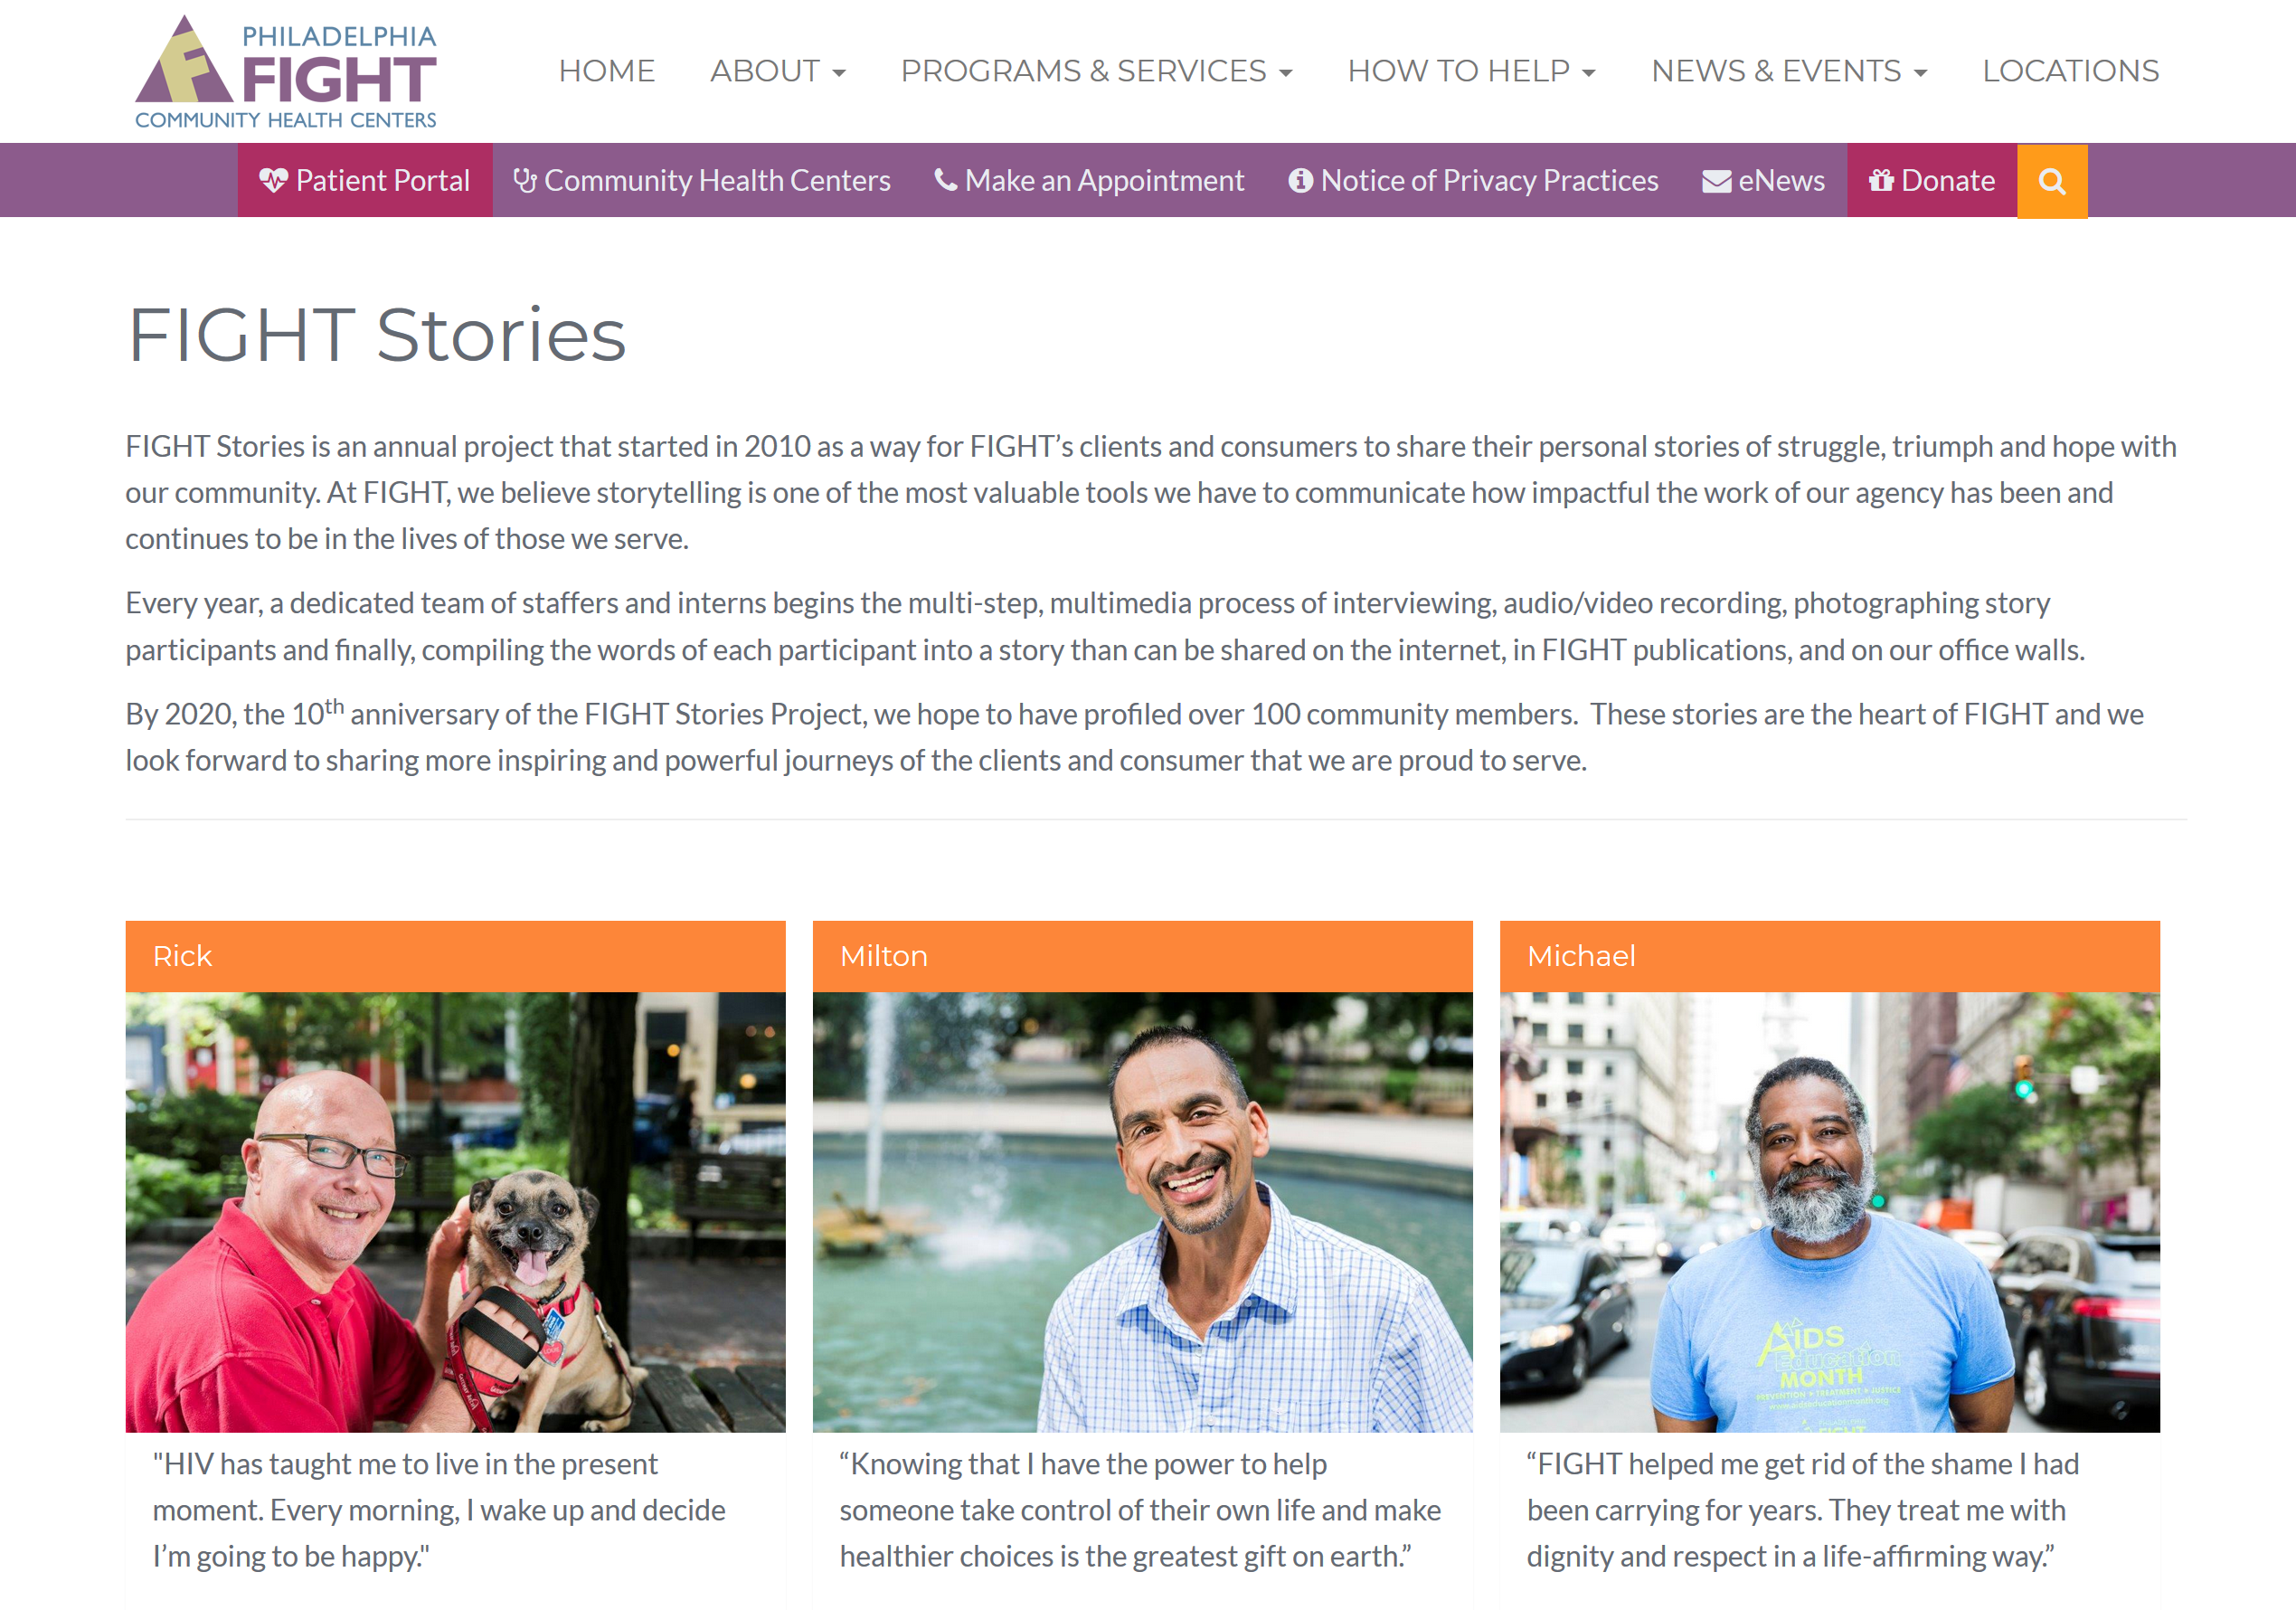 PHILADELPHIA
FIGHT
COMMUNITY HEALTH CENTERS
HOME ABOUT PROGRAMS & SERVICES HOW TO HELP NEWS & EVENTS LOCATIONS
Patient Portal Community Health Centers Make an Appointment Notice of Privacy Practices eNews Donate
FIGHT Stories
FIGHT Stories is an annual project that started in 2010 as a way for FIGHT’s clients and consumers to share their personal stories of struggle, triumph and hope with
our community. At FIGHT, we believe storytelling is one of the most valuable tools we have to communicate how impactful the work of our agency has been and
continues to be in the lives of those we serve.
Every year, a dedicated team of staffers and interns begins the multi-step, multimedia process of interviewing, audio/video recording, photographing story
participants and finally, compiling the words of each participant into a story than can be shared on the internet, in FIGHT publications, and on our office walls.
By 2020, the 10th anniversary of the FIGHT Stories Project, we hope to have profiled over 100 community members.  These stories are the heart of FIGHT and we
look forward to sharing more inspiring and powerful journeys of the clients and consumer that we are proud to serve.
Rick
"HIV has taught me to live in the present
moment. Every morning, I wake up and decide
I’m going to be happy."
Milton
“Knowing that I have the power to help
someone take control of their own life and make
healthier choices is the greatest gift on earth.”
Michael
AIDS
Education
MONTH
PREVENTION • TREATMENT • JUSTICE
www.aidseducationmonth.org
PHILADELPHIA
FIGHT
“FIGHT helped me get rid of the shame I had
been carrying for years. They treat me with
dignity and respect in a life-affirming way.”